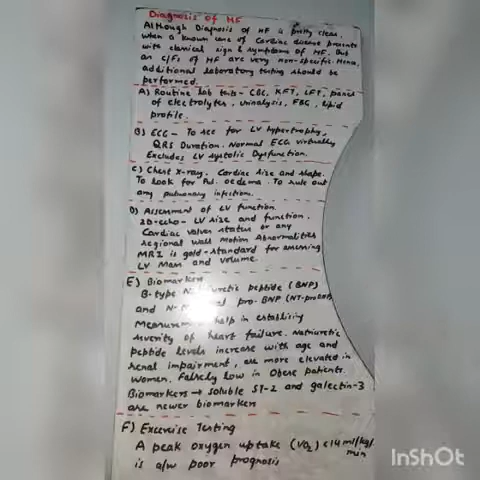 Diagnosis of HF
Although Diagnosis of HF is pretty clear,
when a known case of cardiac disease presents
with classical sign & symptoms of HF. But
as C/Fs of HF are very non-specific. Hence,
additional laboratory testing should be
performed.
A) Routine lab tests - CBC, KFT, LFT, panel
of electrolytes, urinalysis, FBG, lipid
profile.
B) ECG - To see for LV hypertrophy,
QRS Duration. Normal ECG virtually
Excludes LV systolic Dysfunction.
C) Chest X-ray. Cardiac size and shape.
To look for Pul. oedema. To rule out
any pulmonary infection.
D) Assessment of LV function.
2D-echo - LV size and function.
Cardiac valves status or any
regional wall motion Abnormalities
MRI is gold-standard for assessing
LV Mass and volume.
E) Biomarkers
B-type peptide (BNP)
and pro-BNP (NT-proBNP)
help in establishing
severity of heart failure. Natriuretic
peptide levels increase with age and
renal impairment, are more elevated in
women. Falsely low in obese patients.
Biomarkers → soluble ST-2 and galectin-3
are newer biomarkers
F) Excercise Testing
A peak oxygen uptake (VO2) <14 ml/kg/
min
is a/w poor prognosis
InShOt